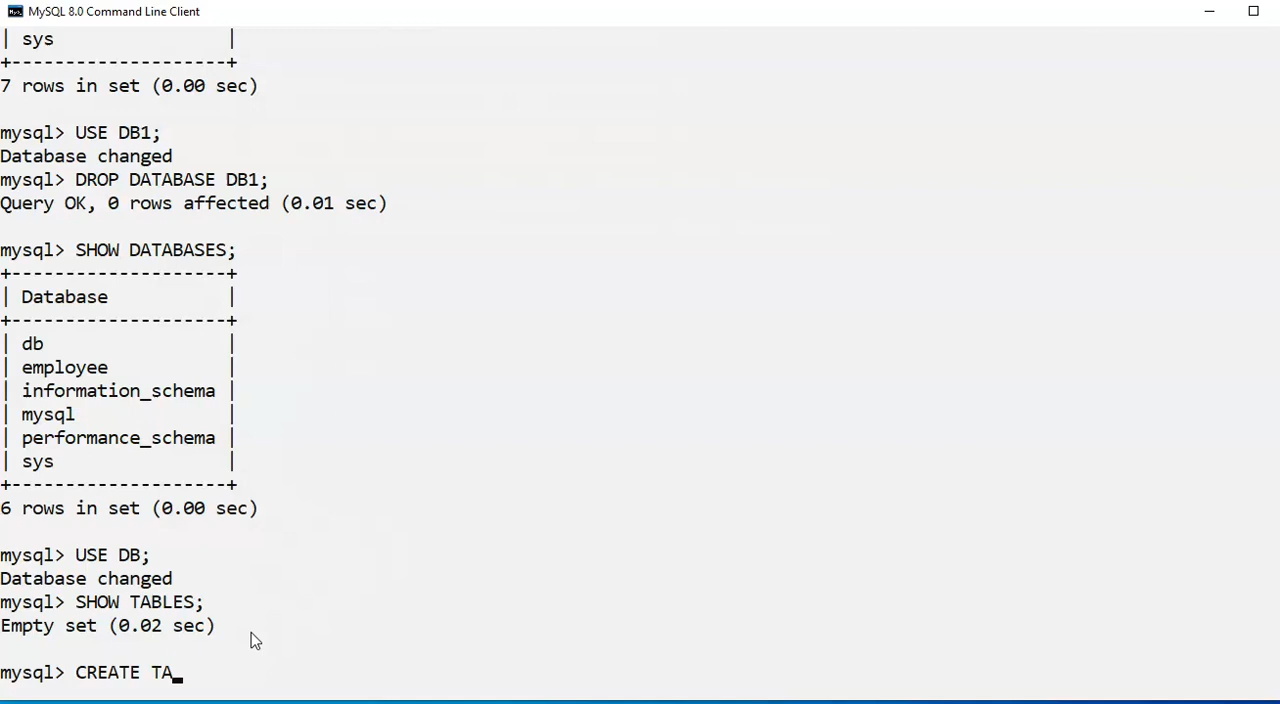 MySQL 8.0 Command Line Client
| sys                |
+--------------------+
7 rows in set (0.00 sec)
mysql> USE DB1;
Database changed
mysql> DROP DATABASE DB1;
Query OK, 0 rows affected (0.01 sec)
mysql> SHOW DATABASES;
+--------------------+
| Database           |
+--------------------+
| db                 |
| employee           |
| information_schema |
| mysql              |
| performance_schema |
| sys                |
+--------------------+
6 rows in set (0.00 sec)
mysql> USE DB;
Database changed
mysql> SHOW TABLES;
Empty set (0.02 sec)
mysql> CREATE TA_